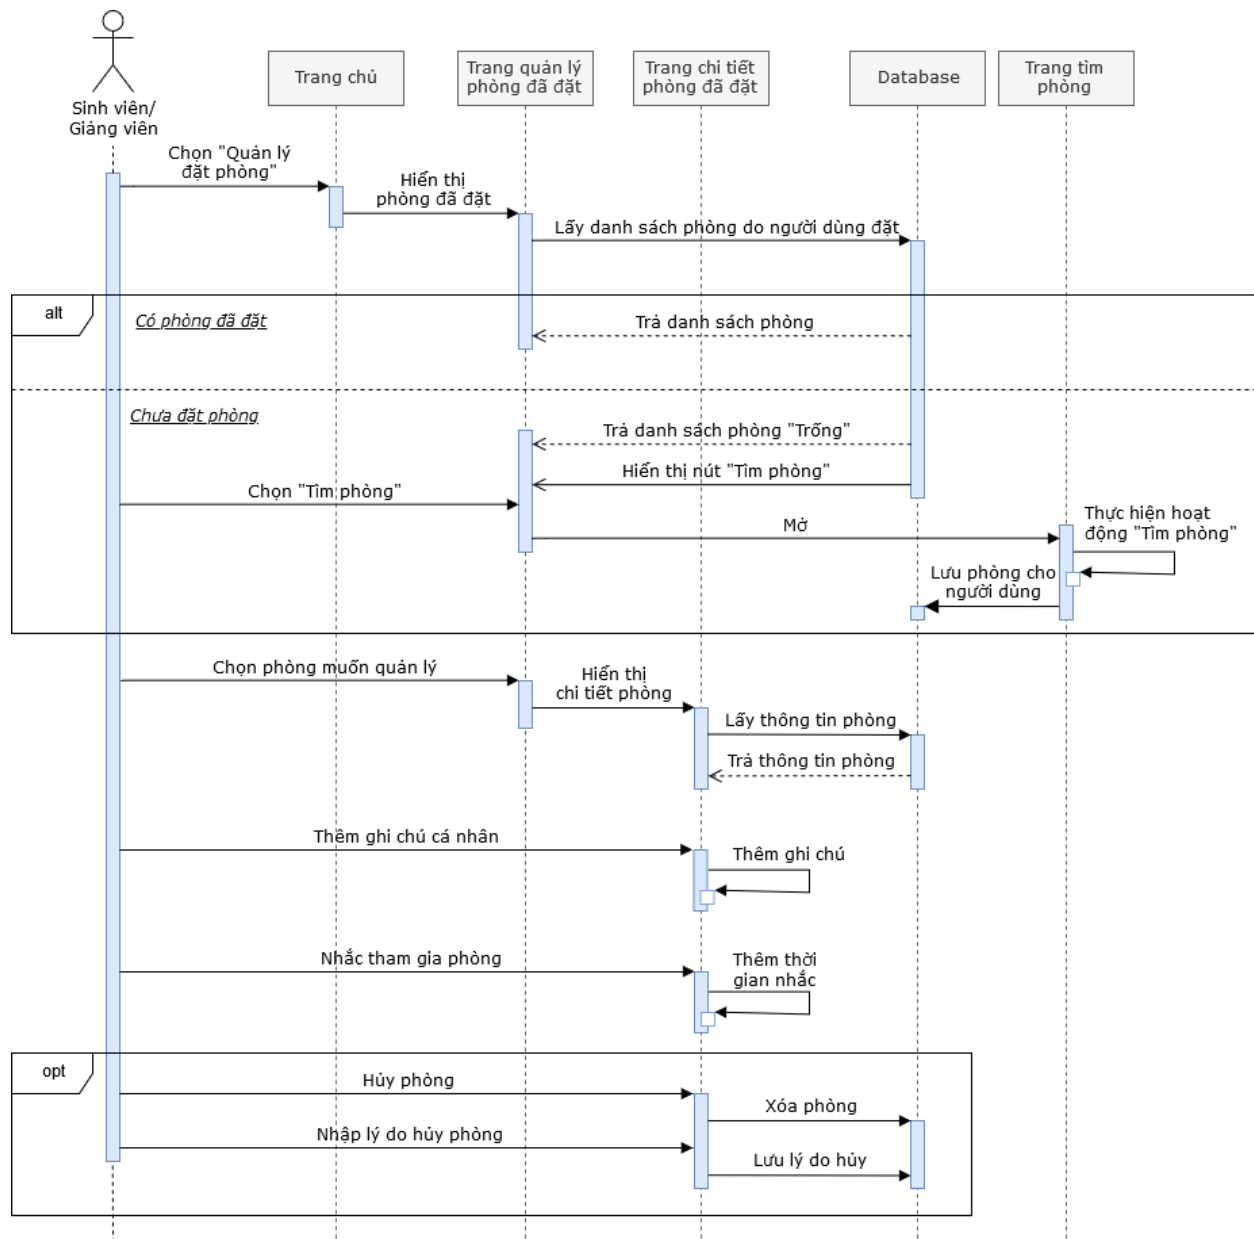 Sinh viên/
Giảng viên
Trang chủ
Trang quản lý
phòng đã đặt
Trang chi tiết
phòng đã đặt
Database
Trang tìm
phòng
Chọn "Quản lý
đặt phòng"
Hiển thị
phòng đã đặt
Lấy danh sách phòng do người dùng đặt
alt
Có phòng đã đặt
Trả danh sách phòng
Chưa đặt phòng
Trả danh sách phòng "Trống"
Hiển thị nút "Tìm phòng"
Chọn "Tìm phòng"
Mở
Thực hiện hoạt
động "Tìm phòng"
Lưu phòng cho
người dùng
Chọn phòng muốn quản lý
Hiển thị
chi tiết phòng
Lấy thông tin phòng
Trả thông tin phòng
Thêm ghi chú cá nhân
Thêm ghi chú
Nhắc tham gia phòng
Thêm thời
gian nhắc
opt
Hủy phòng
Xóa phòng
Nhập lý do hủy phòng
Lưu lý do hủy